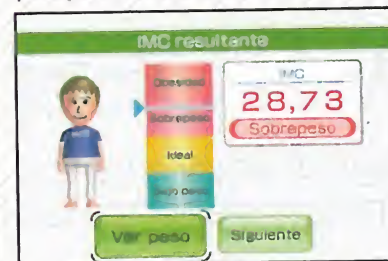 IMC resultante
Obesidad
Sobrepeso
Ideal
Bajo peso
IMC
28,73
Sobrepeso
Ver peso
Siguiente